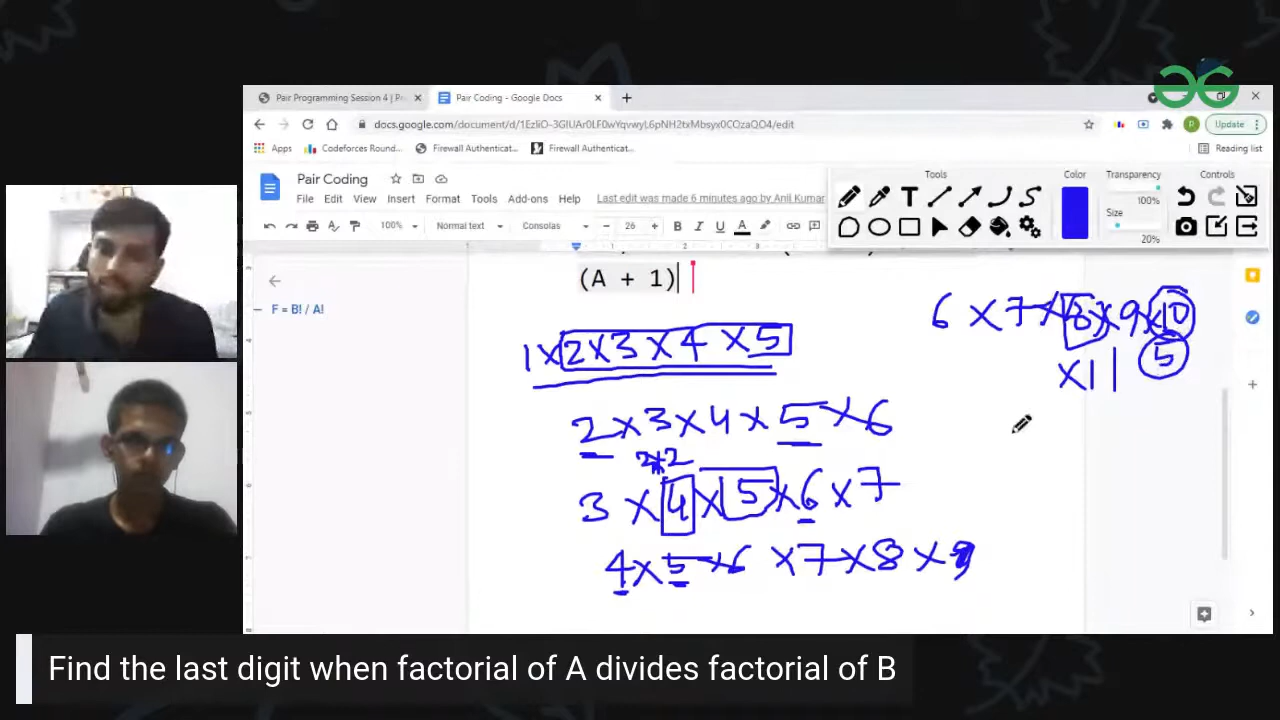 Pair Programming Session 4 | Pr
Pair Coding - Google Docs
docs.google.com/document/d/1EzIiO-3GIUAr0LF0wYqvwyL6pNH2txMbsyx0COzaQO4/edit
Update
Apps
Codeforces Round...
Firewall Authenticat...
Firewall Authenticat...
Reading list
Pair Coding
File Edit View Insert Format Tools Add-ons Help Last edit was made 6 minutes ago by Anil Kumar
100% Normal text Consolas 26 B I U A
Tools
Color
Transparency
100%
Size
20%
Controls
F = B! / A!
(A + 1)
6 × 7 × 8 × 9 × 10
× 11
5
1 × 2 × 3 × 4 × 5
2 × 3 × 4 × 5 × 6
2 * 2
3 × 4 × 5 × 6 × 7
4 × 5 × 6 × 7 × 8 × 9
Find the last digit when factorial of A divides factorial of B